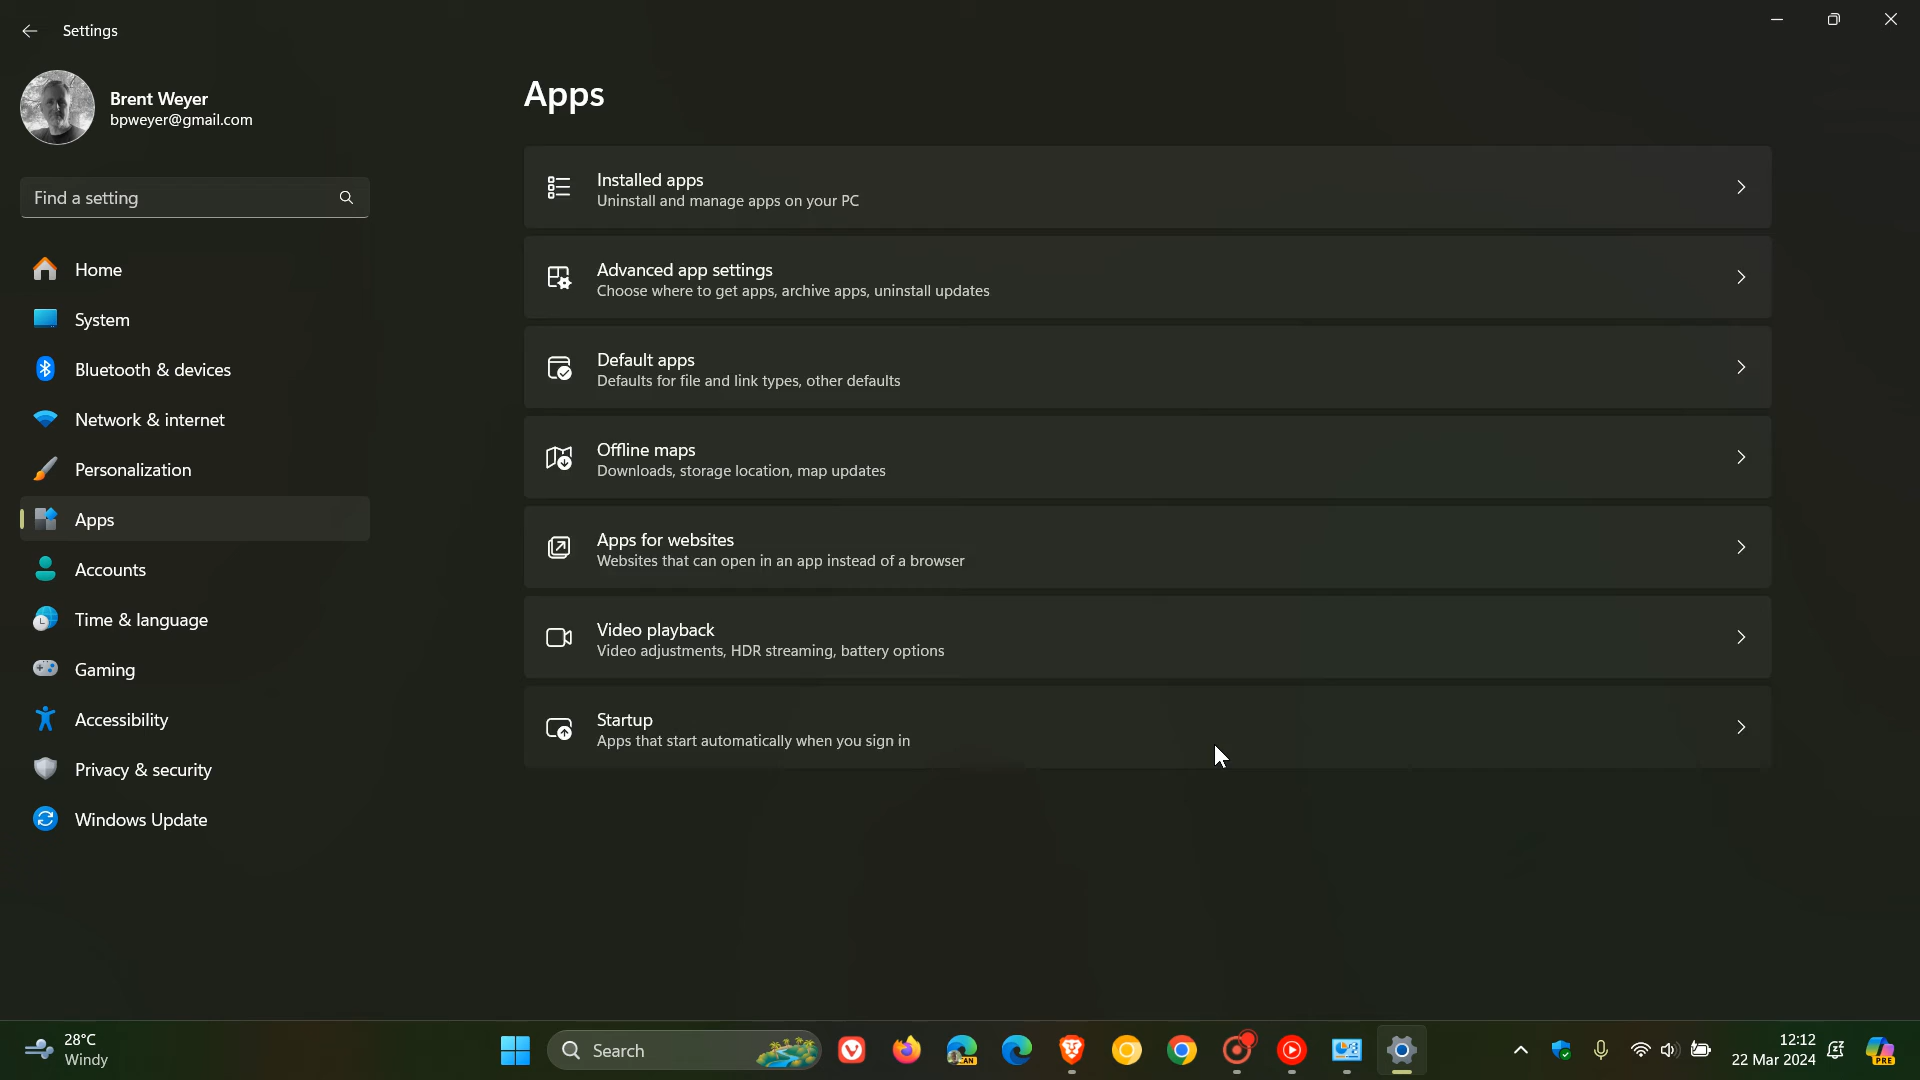 Settings
Brent Weyer
bpweyer@gmail.com
Find a setting
Home
System
Bluetooth & devices
Network & internet
Personalization
Apps
Accounts
Time & language
Gaming
Accessibility
Privacy & security
Windows Update
Apps
Installed apps
Uninstall and manage apps on your PC
Advanced app settings
Choose where to get apps, archive apps, uninstall updates
Default apps
Defaults for file and link types, other defaults
Offline maps
Downloads, storage location, map updates
Apps for websites
Websites that can open in an app instead of a browser
Video playback
Video adjustments, HDR streaming, battery options
Startup
Apps that start automatically when you sign in
28°C
Windy
Search
CAN
12:12
22 Mar 2024
PRE